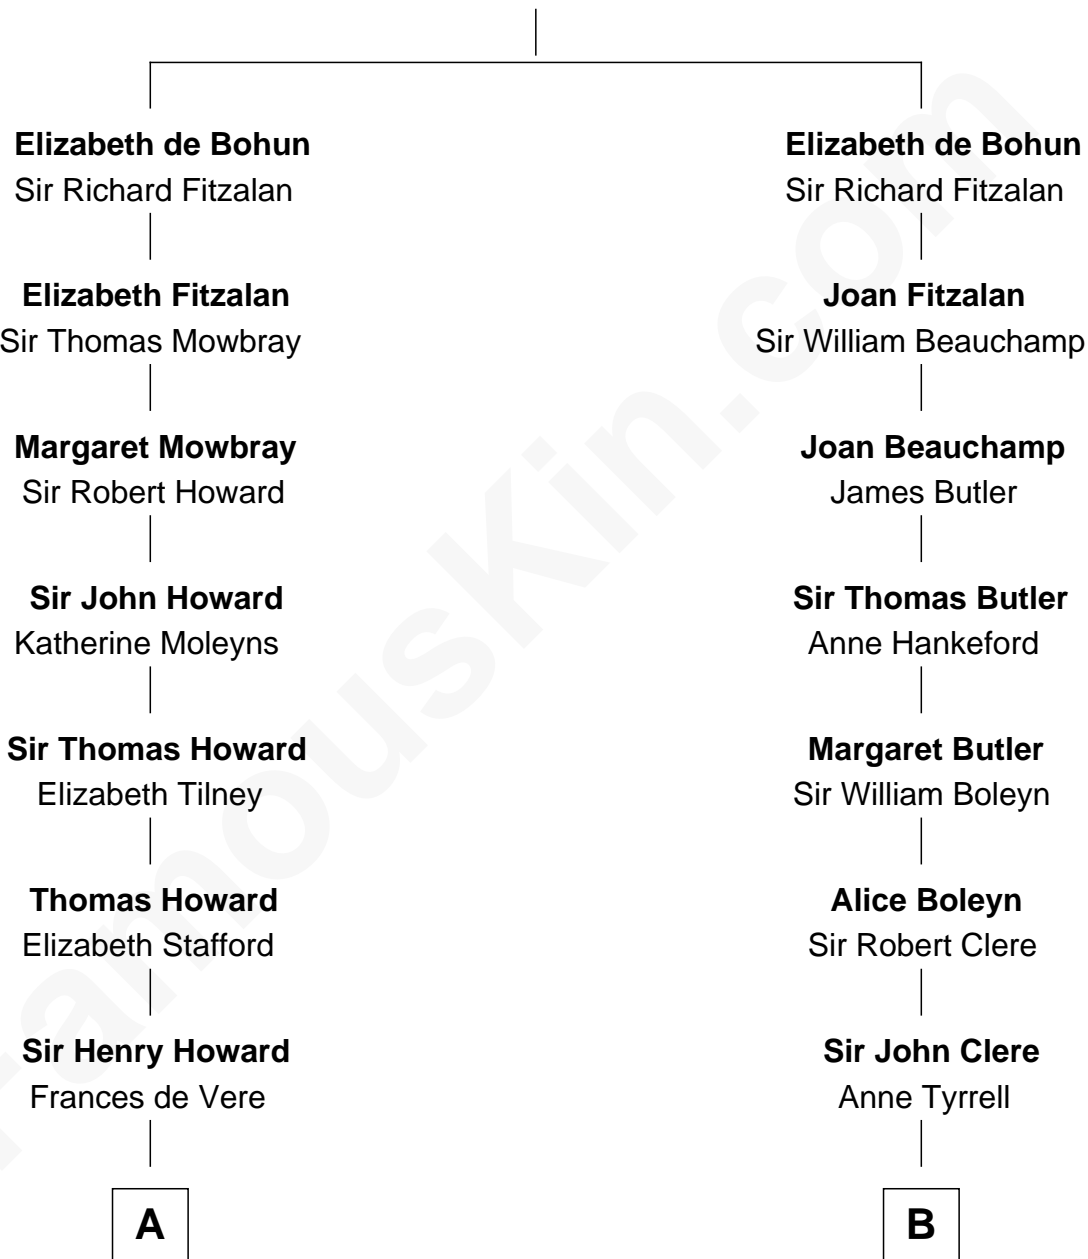 Elizabeth de Bohun
Sir Richard Fitzalan
Elizabeth Fitzalan
Sir Thomas Mowbray
Margaret Mowbray
Sir Robert Howard
Sir John Howard
Katherine Moleyns
Sir Thomas Howard
Elizabeth Tilney
Thomas Howard
Elizabeth Stafford
Sir Henry Howard
Frances de Vere
A
Elizabeth de Bohun
Sir Richard Fitzalan
Joan Fitzalan
Sir William Beauchamp
Joan Beauchamp
James Butler
Sir Thomas Butler
Anne Hankeford
Margaret Butler
Sir William Boleyn
Alice Boleyn
Sir Robert Clere
Sir John Clere
Anne Tyrrell
B
FamousKin.com